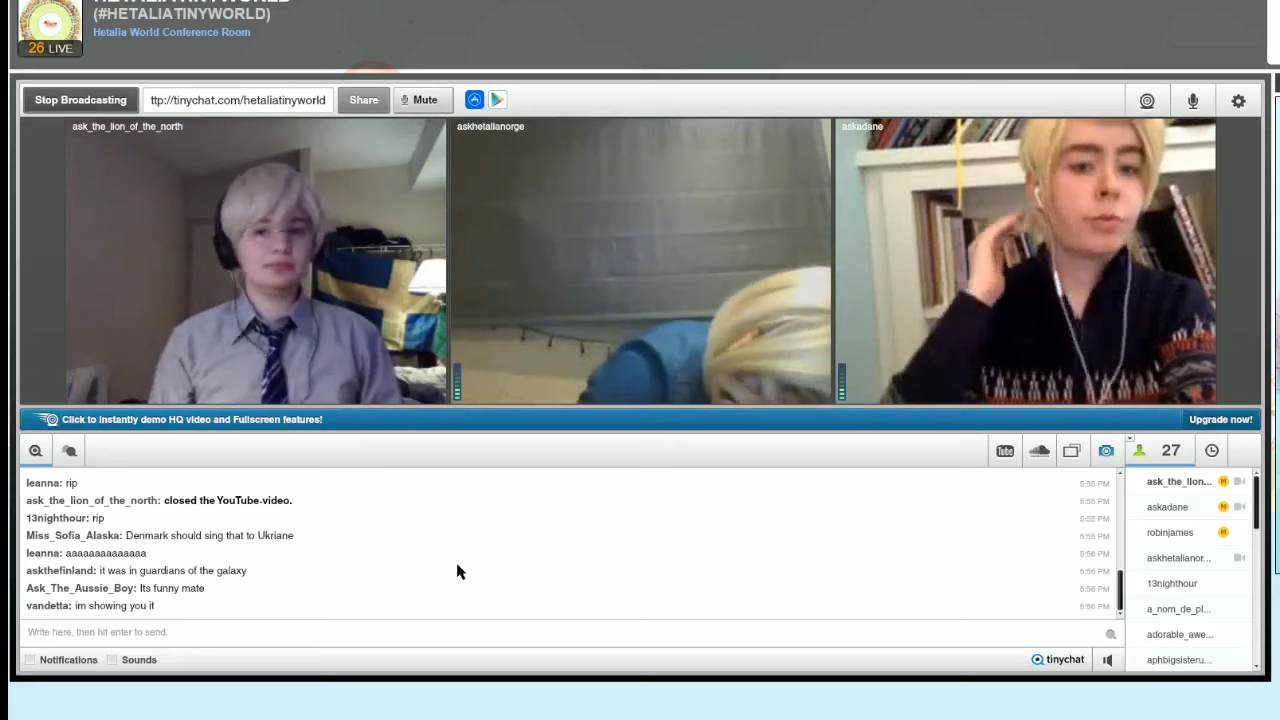 HETALIATINYWORLD
(#HETALIATINYWORLD)
Hetalia World Conference Room
26 LIVE
Stop Broadcasting
ttp://tinychat.com/hetaliatinyworld
Share
Mute
ask_the_lion_of_the_north
askhetalianorge
askadane
Click to instantly demo HQ video and Fullscreen features!
Upgrade now!
Tube
27
leanna: rip 5:55 PM
ask_the_lion_of_the_north: closed the YouTube-video. 5:55 PM
13nighthour: rip 5:55 PM
Miss_Sofia_Alaska: Denmark should sing that to Ukriane 5:55 PM
leanna: aaaaaaaaaaaaaa 5:56 PM
askthefinland: it was in guardians of the galaxy 5:56 PM
Ask_The_Aussie_Boy: Its funny mate 5:56 PM
vandetta: im showing you it 5:56 PM
ask_the_lion... M
askadane M
robinjames M
askhetalianor...
13nighthour
a_nom_de_pl...
adorable_awe...
aphbigsisteru...
Write here, then hit enter to send.
Notifications
Sounds
tinychat